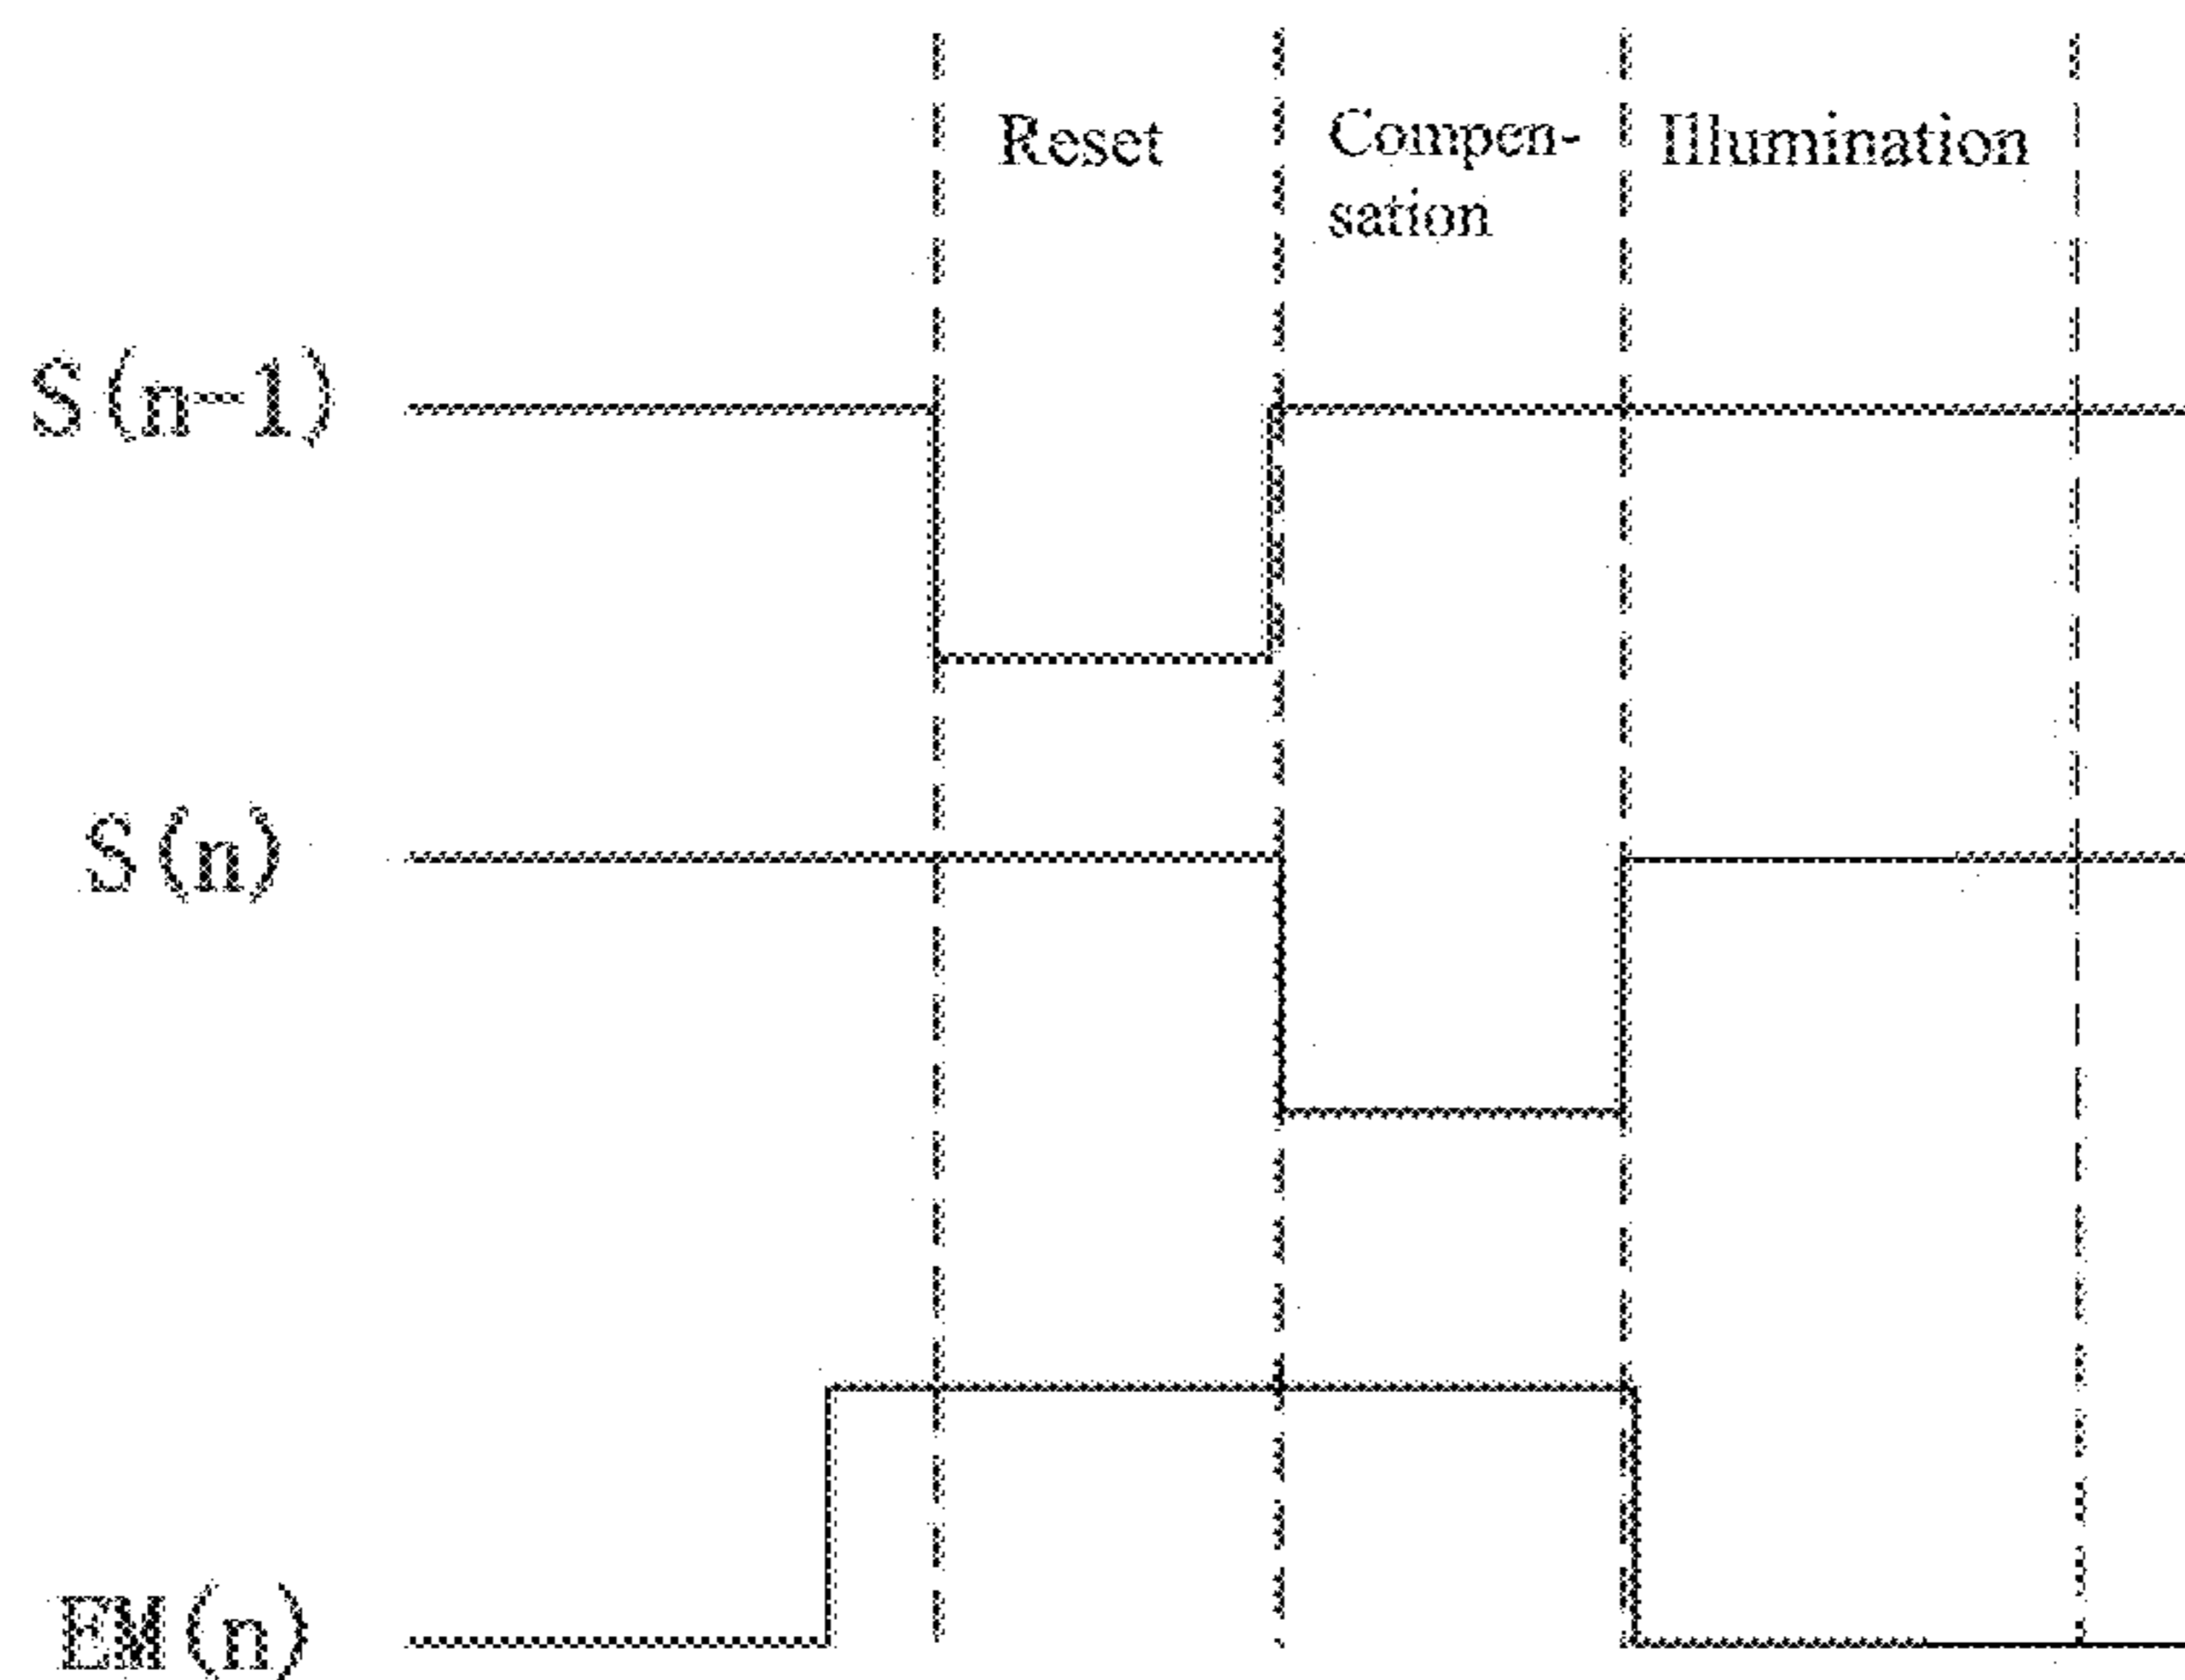 Reset
Compen-
sation
Illumination
S(n-1)
S(n)
EM(n)